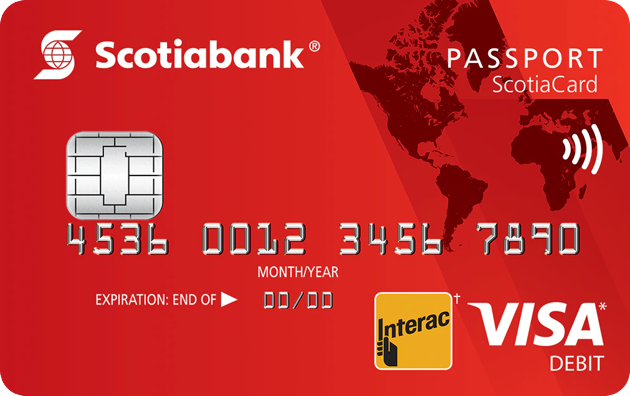 Scotiabank®
PASSPORT
ScotiaCard
4536 0012 3456 7890
MONTH/YEAR
EXPIRATION: END OF ▶ 00/00
Interac †
VISA*
DEBIT